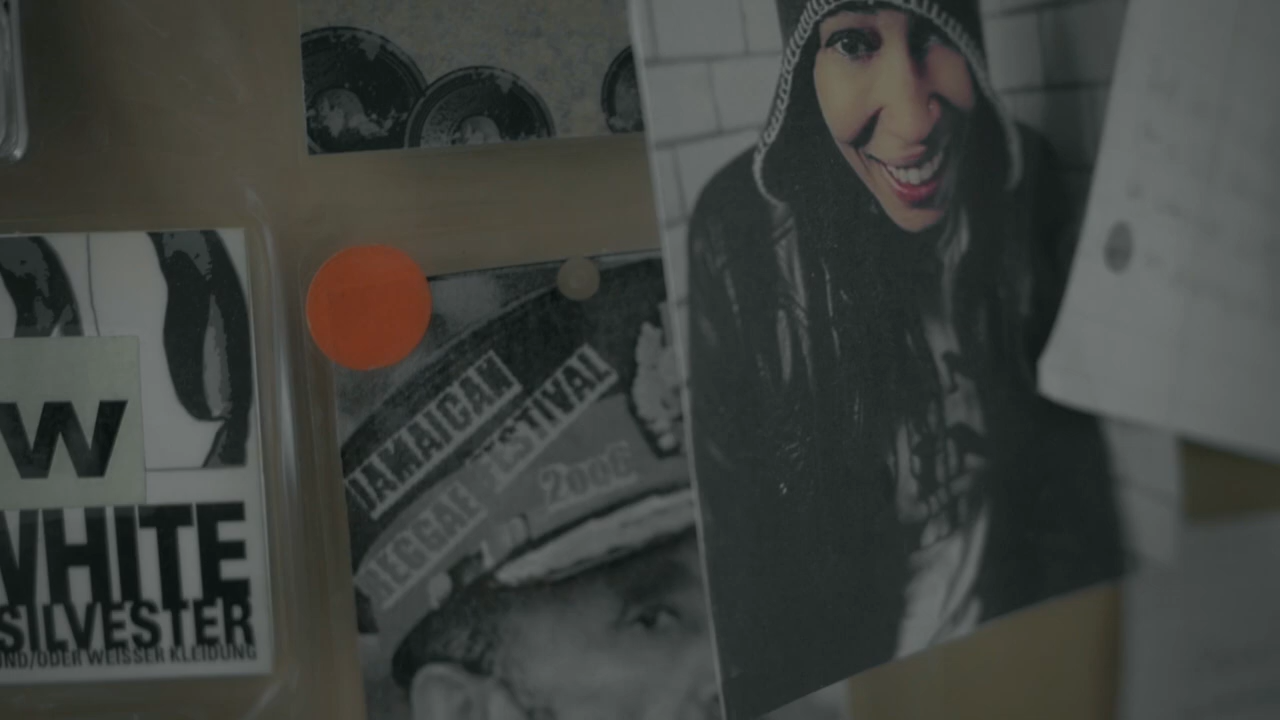 W
WHITE
SILVESTER
UND/ODER WEISSER KLEIDUNG
JAMAICAN
REGGAE FESTIVAL
2006